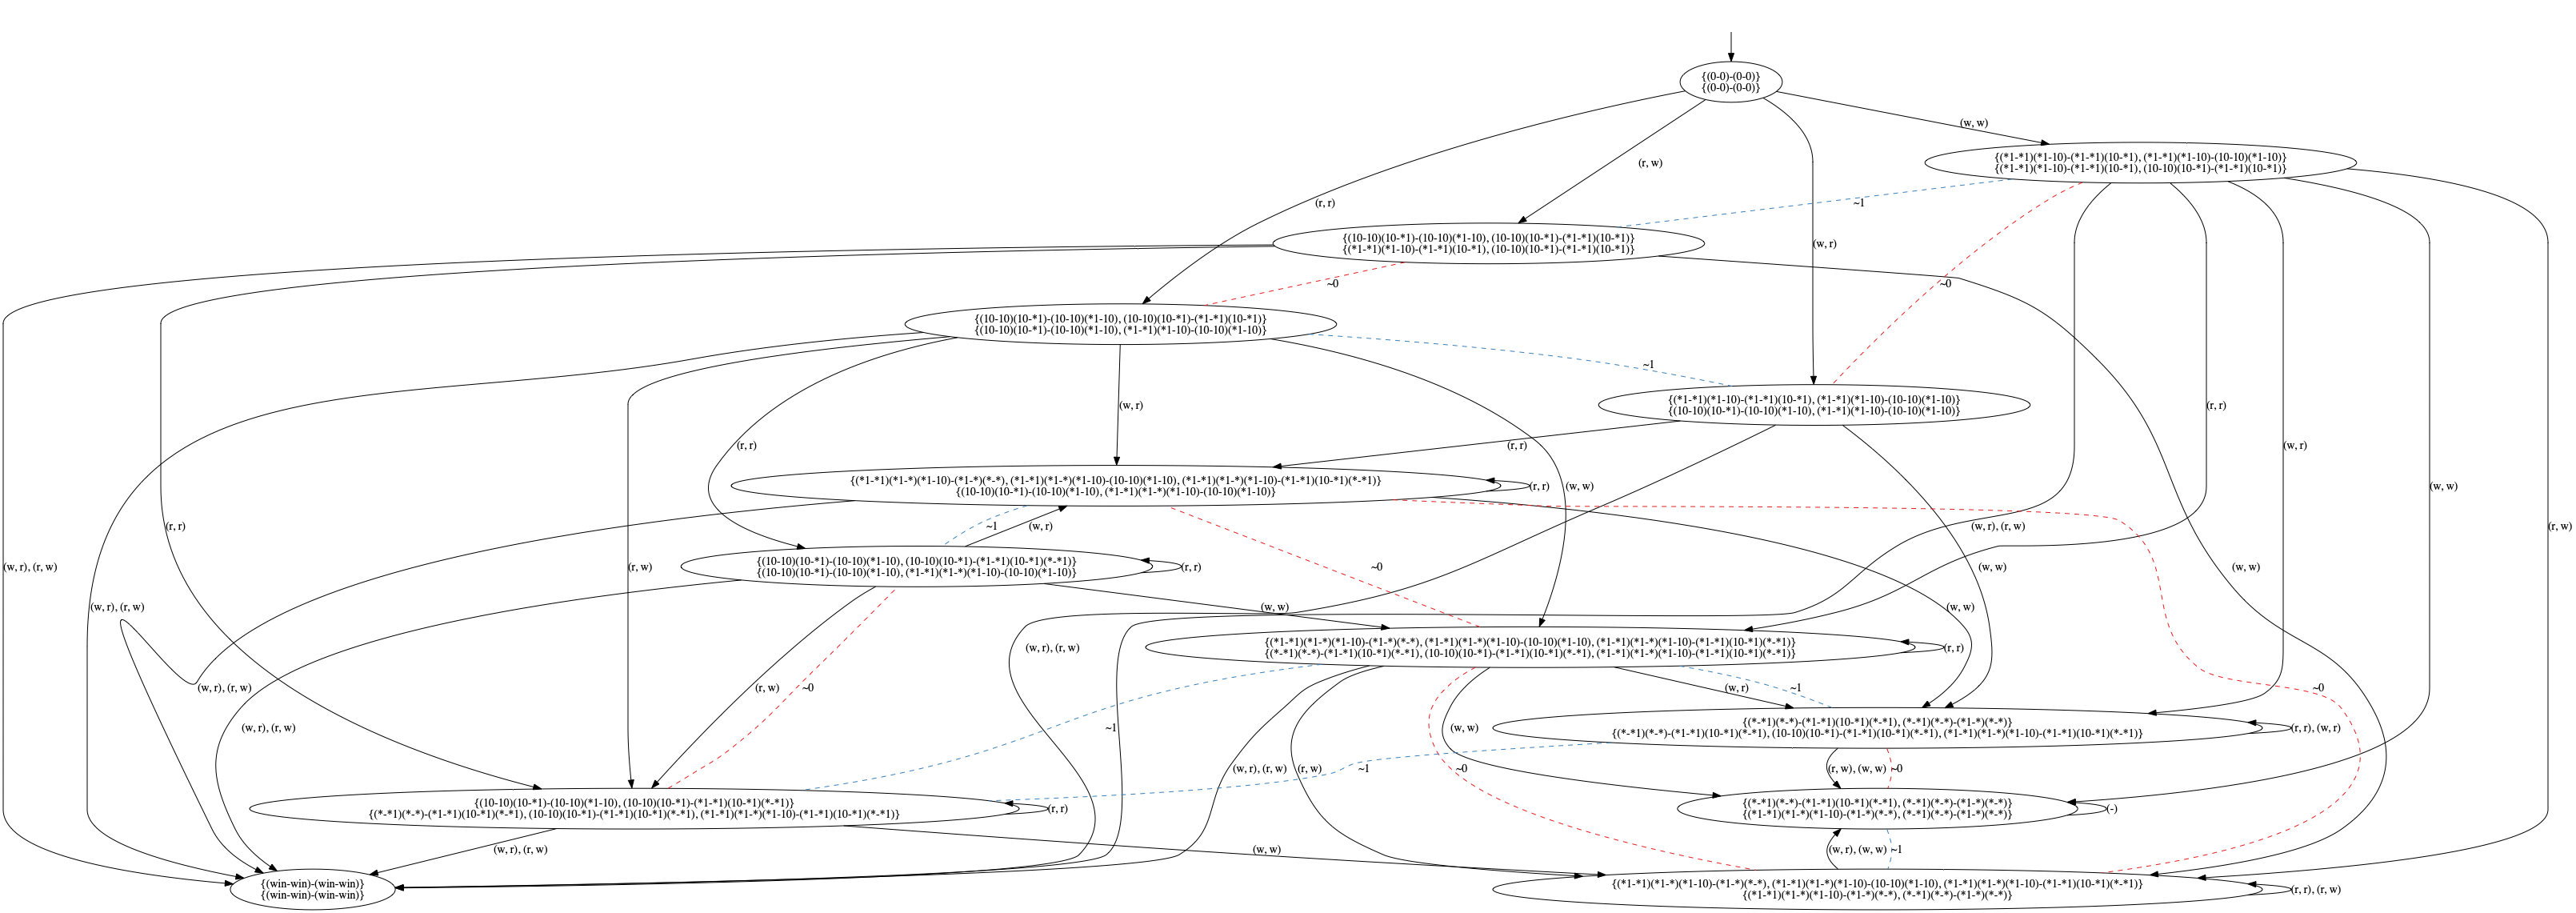 {(0-0)-(0-0)}
{(0-0)-(0-0)}
(w, w)
{(*1-*1)(*1-10)-(*1-*1)(10-*1), (*1-*1)(*1-10)-(10-10)(*1-10)}
{(*1-*1)(*1-10)-(*1-*1)(10-*1), (10-10)(10-*1)-(*1-*1)(10-*1)}
(r, w)
(r, r)
~1
{(10-10)(10-*1)-(10-10)(*1-10), (10-10)(10-*1)-(*1-*1)(10-*1)}
{(*1-*1)(*1-10)-(*1-*1)(10-*1), (10-10)(10-*1)-(*1-*1)(10-*1)}
(w, r)
~0
~0
{(10-10)(10-*1)-(10-10)(*1-10), (10-10)(10-*1)-(*1-*1)(10-*1)}
{(10-10)(10-*1)-(10-10)(*1-10), (*1-*1)(*1-10)-(10-10)(*1-10)}
~1
{(*1-*1)(*1-10)-(*1-*1)(10-*1), (*1-*1)(*1-10)-(10-10)(*1-10)}
{(10-10)(10-*1)-(10-10)(*1-10), (*1-*1)(*1-10)-(10-10)(*1-10)}
(w, r)
(r, r)
(r, r)
(r, r)
(w, r)
{(*1-*1)(*1-*)(*1-10)-(*1-*)(*-*), (*1-*1)(*1-*)(*1-10)-(10-10)(*1-10), (*1-*1)(*1-*)(*1-10)-(*1-*1)(10-*1)(*-*1)}
{(10-10)(10-*1)-(10-10)(*1-10), (*1-*1)(*1-*)(*1-10)-(10-10)(*1-10)}
(r, r)
(w, w)
(w, w)
(r, r)
~1
(w, r)
(w, r), (r, w)
(r, w)
(w, r), (r, w)
(r, w)
{(10-10)(10-*1)-(10-10)(*1-10), (10-10)(10-*1)-(*1-*1)(10-*1)(*-*1)}
{(10-10)(10-*1)-(10-10)(*1-10), (*1-*1)(*1-*)(*1-10)-(10-10)(*1-10)}
(r, r)
~0
(w, w)
(w, w)
(w, r), (r, w)
(w, w)
(w, w)
{(*1-*1)(*1-*)(*1-10)-(*1-*)(*-*), (*1-*1)(*1-*)(*1-10)-(10-10)(*1-10), (*1-*1)(*1-*)(*1-10)-(*1-*1)(10-*1)(*-*1)}
{(*-*1)(*-*)-(*1-*1)(10-*1)(*-*1), (10-10)(10-*1)-(*1-*1)(10-*1)(*-*1), (*1-*1)(*1-*)(*1-10)-(*1-*1)(10-*1)(*-*1)}
(r, r)
(w, r), (r, w)
(w, r), (r, w)
(r, w)
~0
(w, r)
~1
~0
(w, r), (r, w)
~1
(w, w)
{(*-*1)(*-*)-(*1-*1)(10-*1)(*-*1), (*-*1)(*-*)-(*1-*)(*-*)}
{(*-*1)(*-*)-(*1-*1)(10-*1)(*-*1), (10-10)(10-*1)-(*1-*1)(10-*1)(*-*1), (*1-*1)(*1-*)(*1-10)-(*1-*1)(10-*1)(*-*1)}
(r, r), (w, r)
(w, r), (r, w)
(r, w)
~1
~0
(r, w), (w, w)
~0
{(10-10)(10-*1)-(10-10)(*1-10), (10-10)(10-*1)-(*1-*1)(10-*1)(*-*1)}
{(*-*1)(*-*)-(*1-*1)(10-*1)(*-*1), (10-10)(10-*1)-(*1-*1)(10-*1)(*-*1), (*1-*1)(*1-*)(*1-10)-(*1-*1)(10-*1)(*-*1)}
(r, r)
{(*-*1)(*-*)-(*1-*1)(10-*1)(*-*1), (*-*1)(*-*)-(*1-*)(*-*)}
{(*1-*1)(*1-*)(*1-10)-(*1-*)(*-*), (*-*1)(*-*)-(*1-*)(*-*)}
(-)
(w, r), (r, w)
(w, w)
(w, r), (w, w)
~1
{(win-win)-(win-win)}
{(win-win)-(win-win)}
{(*1-*1)(*1-*)(*1-10)-(*1-*)(*-*), (*1-*1)(*1-*)(*1-10)-(10-10)(*1-10), (*1-*1)(*1-*)(*1-10)-(*1-*1)(10-*1)(*-*1)}
{(*1-*1)(*1-*)(*1-10)-(*1-*)(*-*), (*-*1)(*-*)-(*1-*)(*-*)}
(r, r), (r, w)